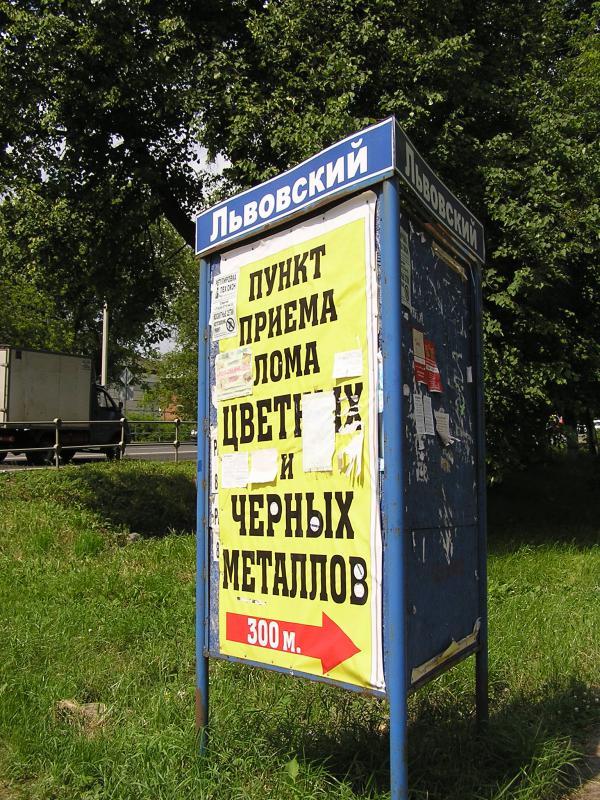 Львовский
Львовский
ПУНКТ
ПРИЕМА
ЛОМА
ЦВЕТНЫХ
И
ЧЕРНЫХ
МЕТАЛЛОВ
300 м.